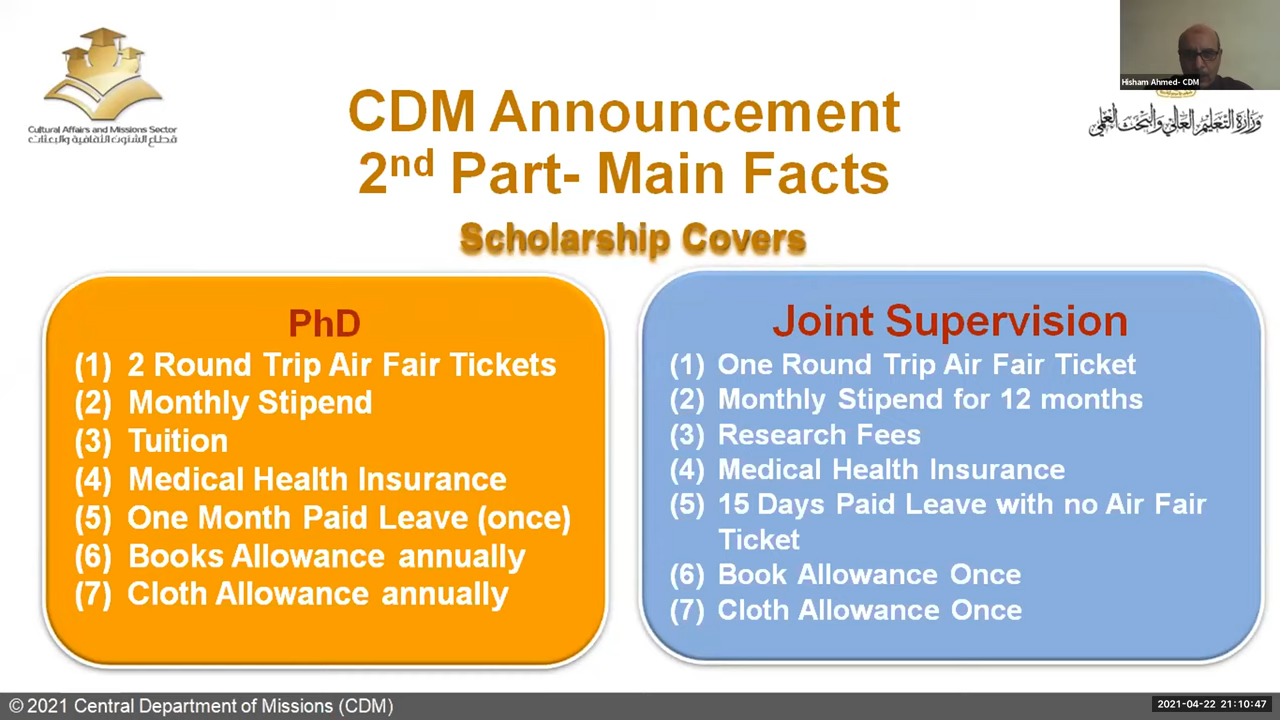 Hisham Ahmed- CDM
Cultural Affairs and Missions Sector
قطاع الشئون الثقافية والبعثات
وزارة التعليم العالي والبحث العلمي
CDM Announcement
2nd Part- Main Facts
Scholarship Covers
PhD
(1) 2 Round Trip Air Fair Tickets
(2) Monthly Stipend
(3) Tuition
(4) Medical Health Insurance
(5) One Month Paid Leave (once)
(6) Books Allowance annually
(7) Cloth Allowance annually
Joint Supervision
(1) One Round Trip Air Fair Ticket
(2) Monthly Stipend for 12 months
(3) Research Fees
(4) Medical Health Insurance
(5) 15 Days Paid Leave with no Air Fair
Ticket
(6) Book Allowance Once
(7) Cloth Allowance Once
© 2021 Central Department of Missions (CDM)
2021-04-22 21:10:47